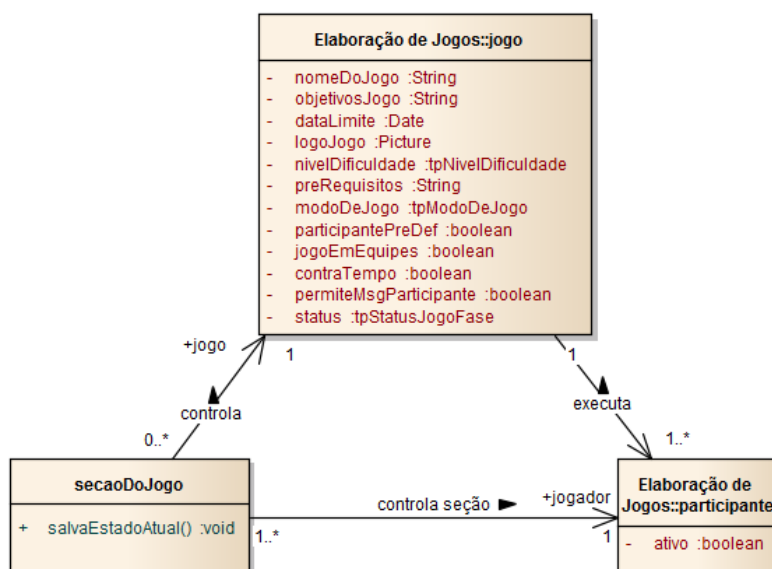 Elaboração de Jogos::jogo
- nomeDoJogo :String
- objetivosJogo :String
- dataLimite :Date
- logoJogo :Picture
- nivelDificuldade :tpNivelDificuldade
- preRequisitos :String
- modoDeJogo :tpModoDeJogo
- participantePreDef :boolean
- jogoEmEquipes :boolean
- contraTempo :boolean
- permiteMsgParticipante :boolean
- status :tpStatusJogoFase
+jogo
1
1
controla
executa
0..*
1..*
secaoDoJogo
+ salvaEstadoAtual() :void
controla seção
+jogador
1..*
1
Elaboração de
Jogos::participante
- ativo :boolean